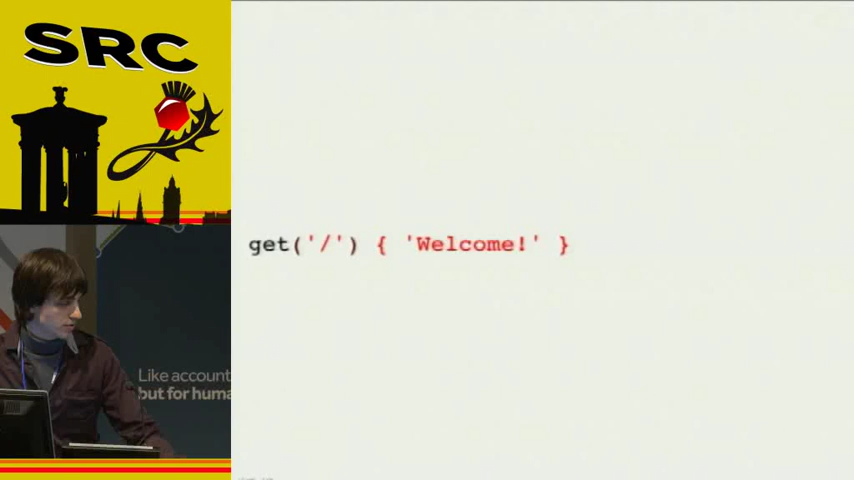 SRC
get('/') { 'Welcome!' }
Like account
but for huma